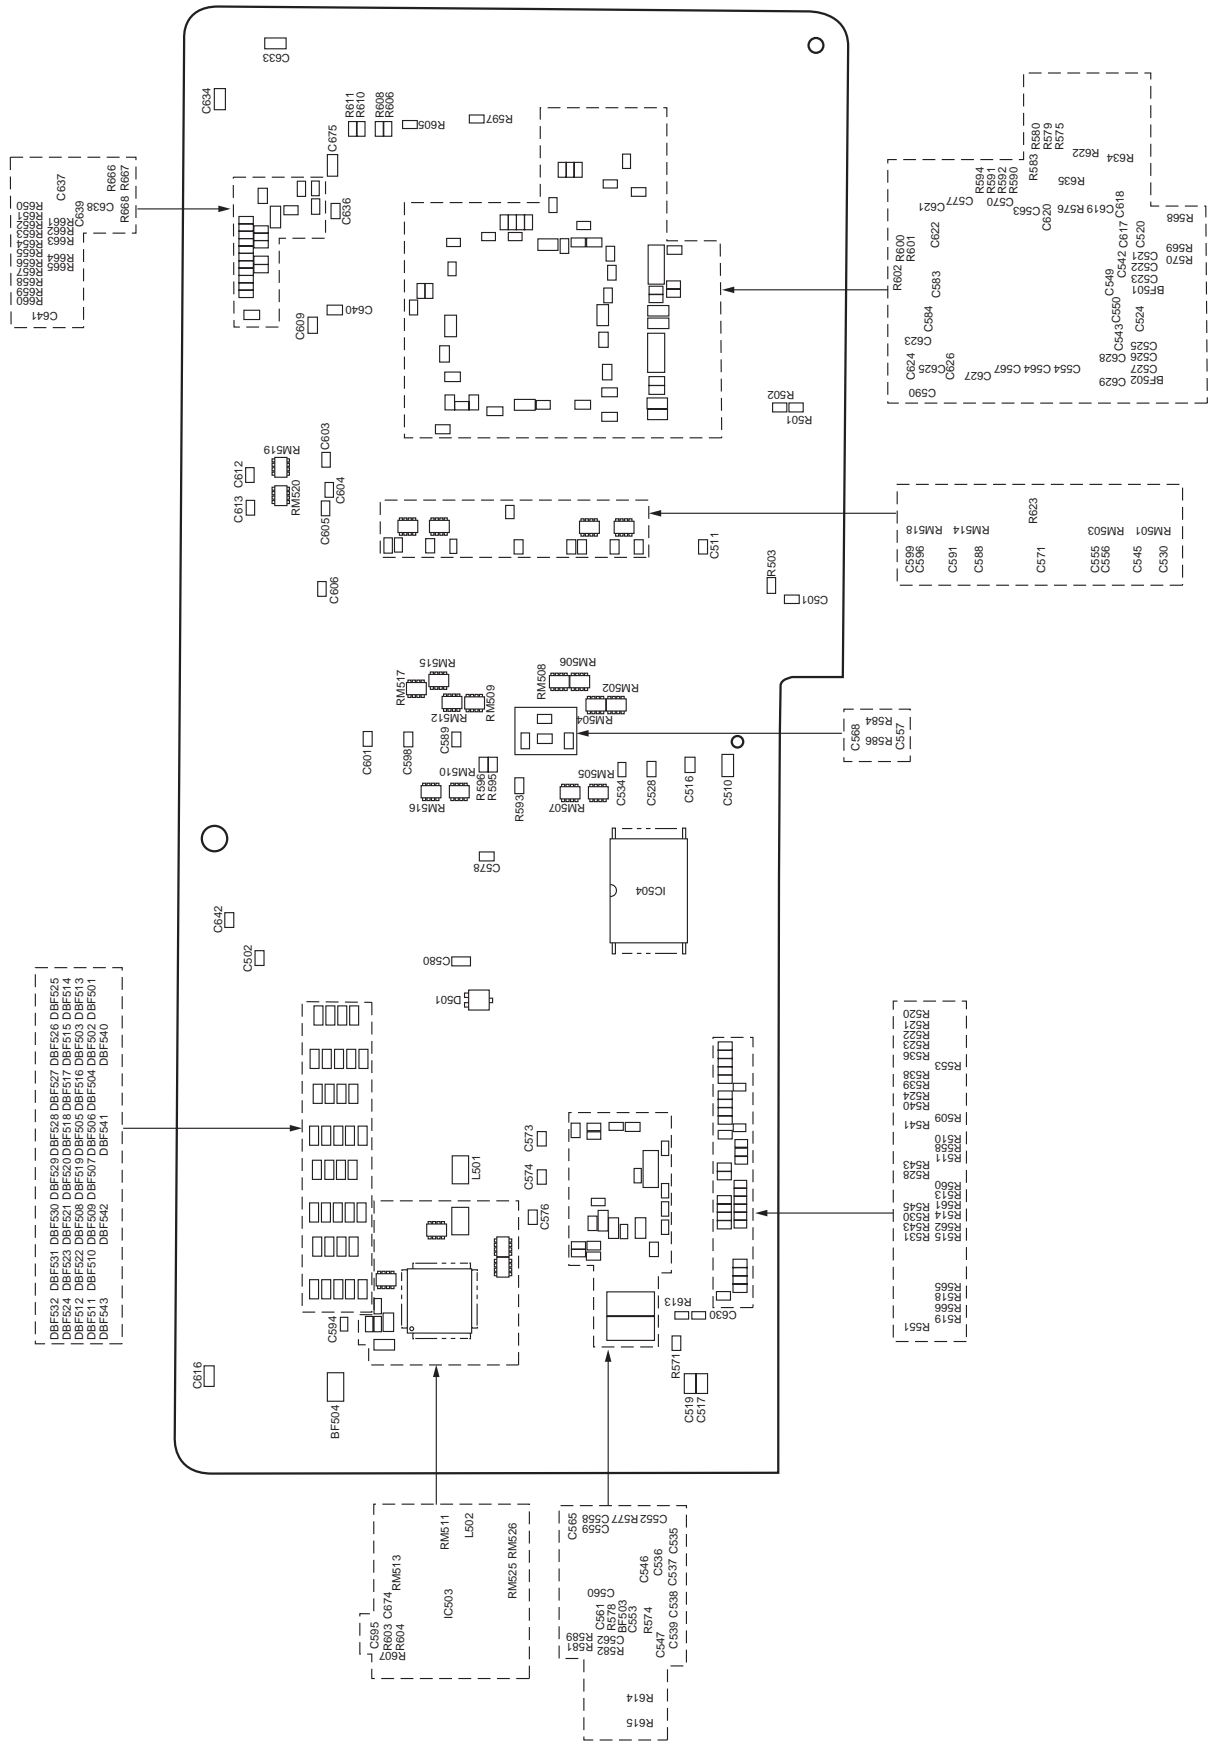 C633
C634
R611
R610
R608
R606
R605
R597
C675
C636
C640
C609
R650
R651
R652
R653
R654
R655
R656
R657
R658
R659
R660
C641
R661
R662
R663
R664
R665
C637
C639
C638
R666
R667
R668
R580
R579
R575
R583
R622
R634
R635
R594
R591
R592
R590
C570
C577
C621
C622
C563
C620
R576
C619
C618
C617
R568
R569
R570
C520
C521
C522
C523
BF501
C542
C549
C550
C543
C524
C525
C526
C527
BF502
C628
C629
R600
R601
R602
C583
C584
C623
C624
C625
C626
C590
C627
C567
C564
C554
R502
R501
C603
RM519
C612
C613
RM520
C604
C605
C606
C511
R503
C501
R623
RM518
RM514
RM503
RM501
C599
C596
C591
C588
C571
C555
C556
C545
C530
RM517
RM515
RM512
RM509
RM508
RM506
RM502
RM504
C568
R584
R586
C557
C601
C598
C589
RM510
RM516
R596
R595
R593
RM505
RM507
C534
C528
C516
C510
C578
IC504
C642
C502
C580
D501
DBF532 DBF531 DBF530 DBF529 DBF528 DBF527 DBF526 DBF525
DBF524 DBF523 DBF521 DBF520 DBF518 DBF517 DBF515 DBF514
DBF512 DBF522 DBF508 DBF519 DBF505 DBF516 DBF503 DBF513
DBF511 DBF510 DBF509 DBF507 DBF506 DBF504 DBF502 DBF501
DBF543 DBF542 DBF541 DBF540
C573
C574
C576
L501
R520
R521
R522
R523
R536
R553
R538
R539
R524
R540
R509
R541
R510
R558
R511
R543
R528
R560
R513
R561
R545
R514
R530
R562
R543
R515
R531
R565
R518
R566
R519
R551
C594
C616
BF504
R613
C630
R571
C519
C517
C595
R603
R604
R607
C674
RM513
RM511
L502
IC503
RM525
RM526
C565
C558
C559
R577
C552
C535
C536
C537
C546
C560
C561
R578
BF503
C553
R574
C538
C539
C547
R589
R581
C562
R582
R614
R615